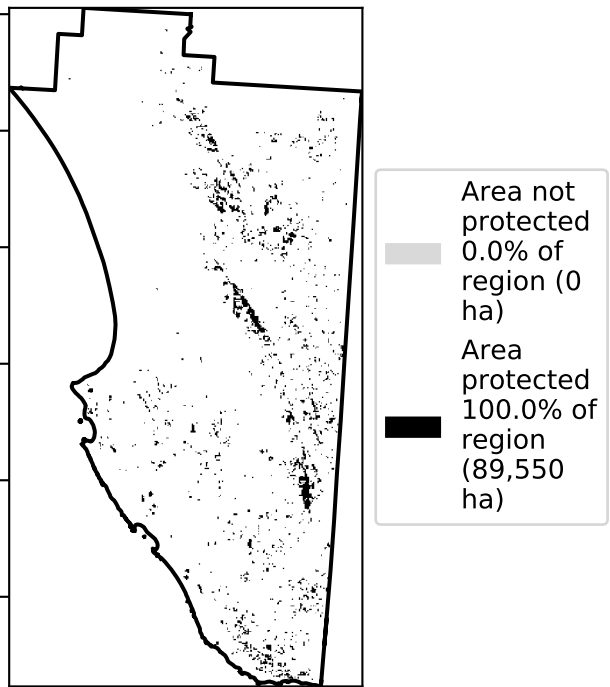 Area not
protected
0.0% of
region (0
ha)
Area
protected
100.0% of
region
(89,550
ha)